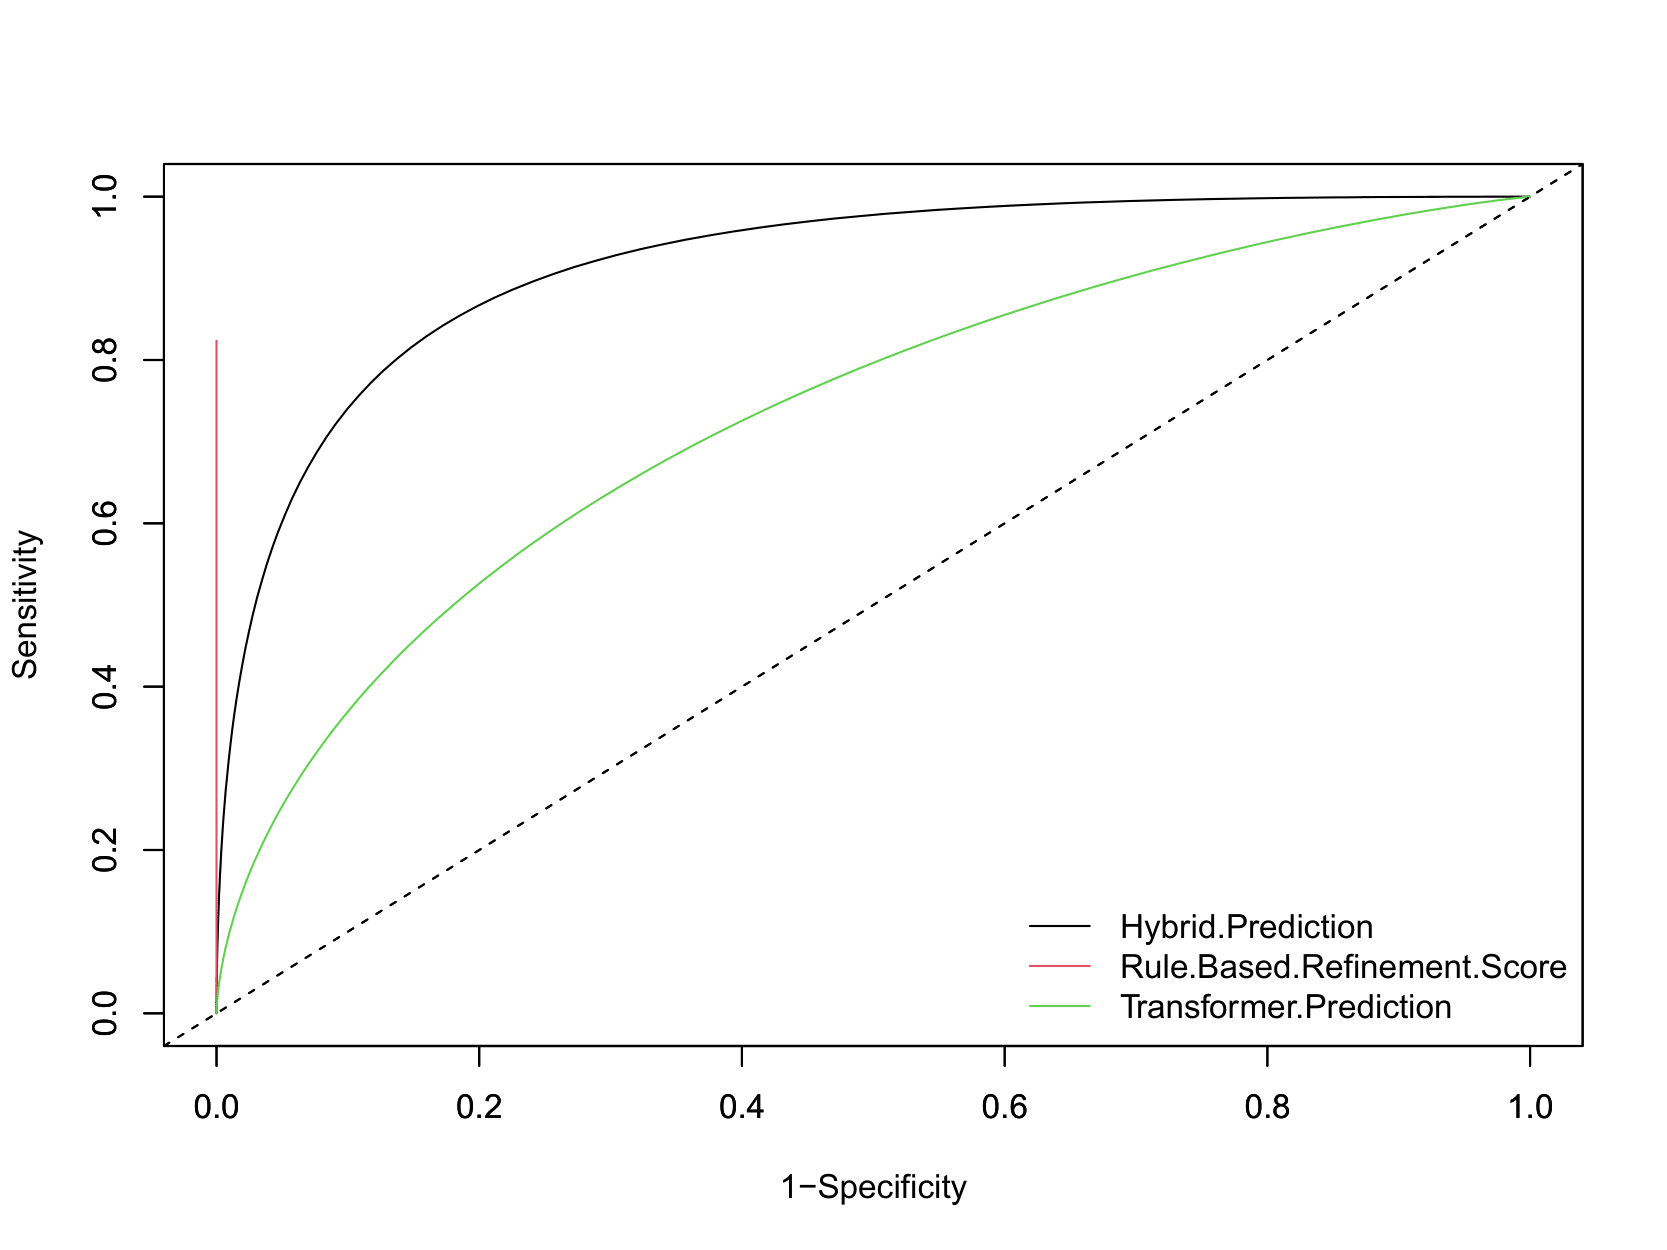 1.0
0.8
0.6
0.4
0.2
0.0
Sensitivity
Hybrid.Prediction
Rule.Based.Refinement.Score
Transformer.Prediction
0.0 0.2 0.4 0.6 0.8 1.0
1−Specificity